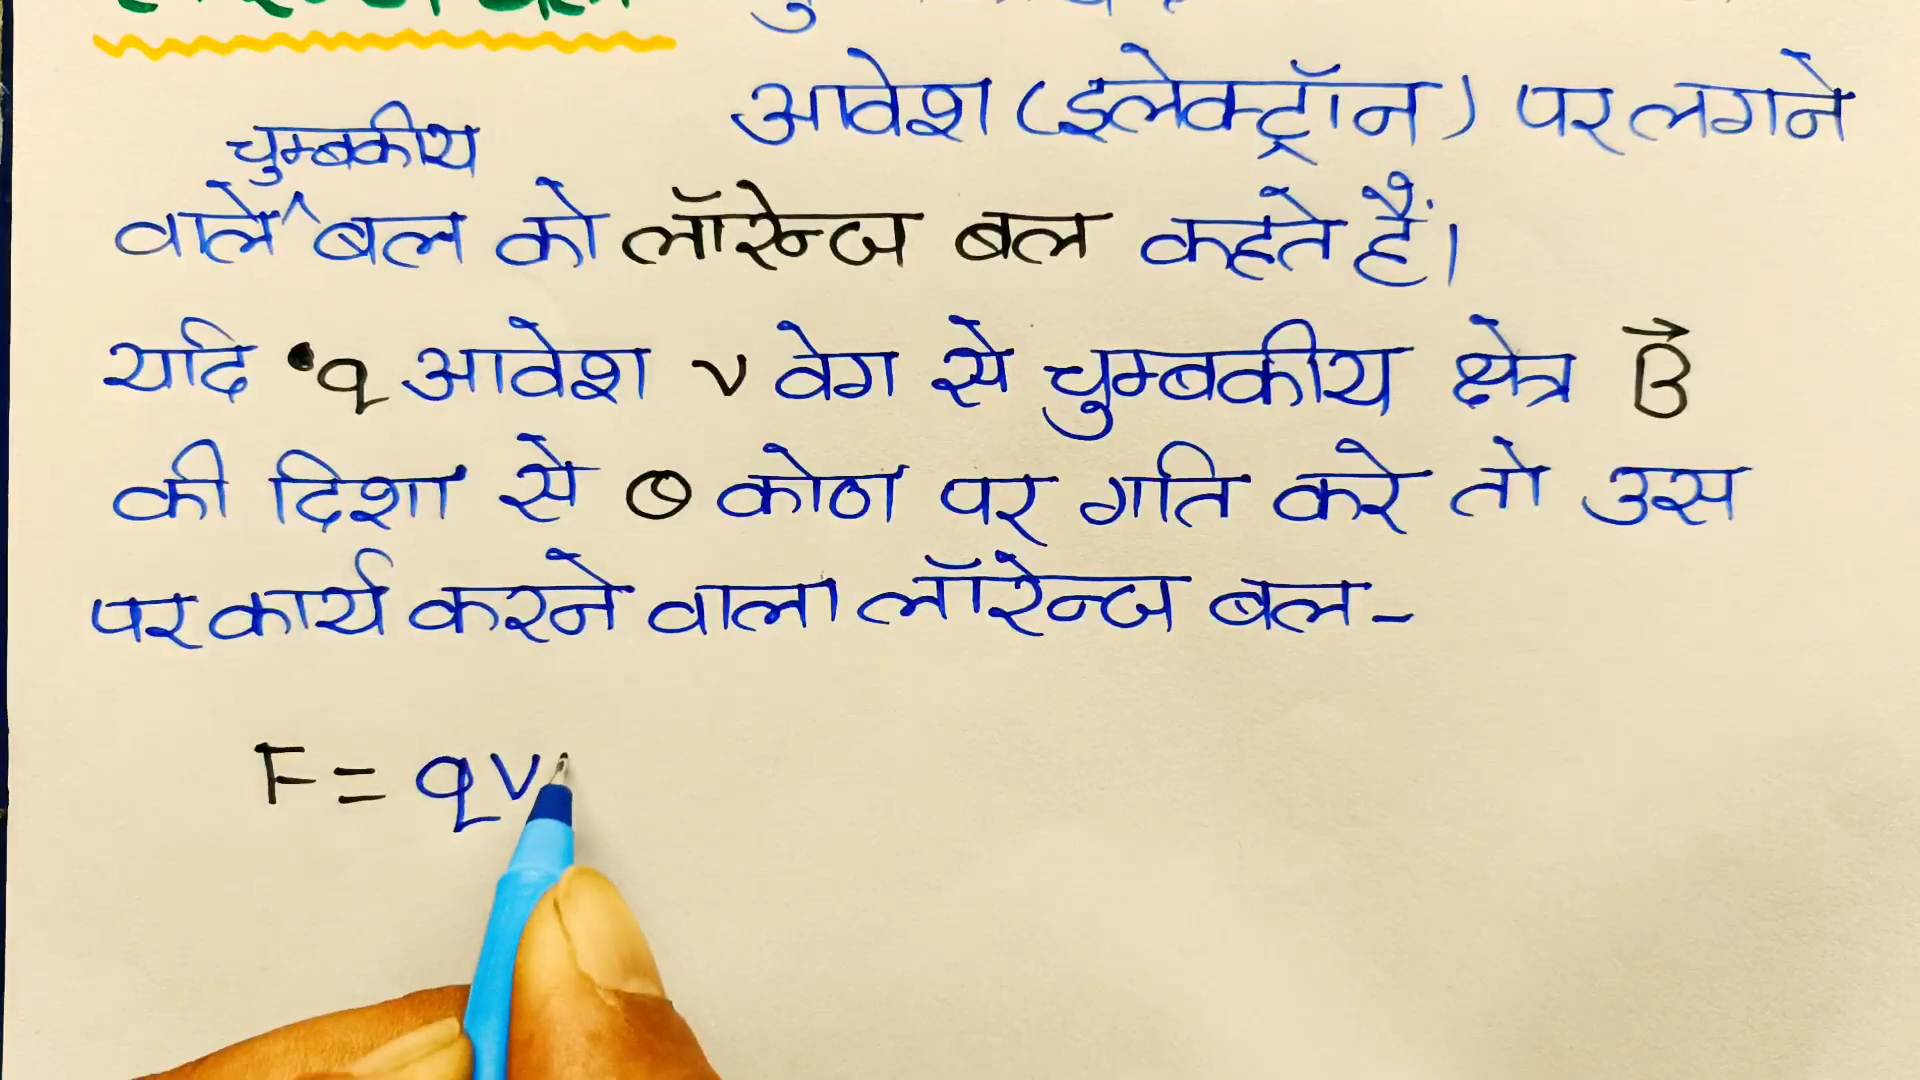 आवेश (इलेक्ट्रॉन) पर लगने
चुम्बकीय
वाले ^ बल को लॉरेन्ज बल कहते हैं।
यदि q आवेश v वेग से चुम्बकीय क्षेत्र B⃗
की दिशा से θ कोण पर गति करे तो उस
पर कार्य करने वाला लॉरेन्ज बल-
F = qv